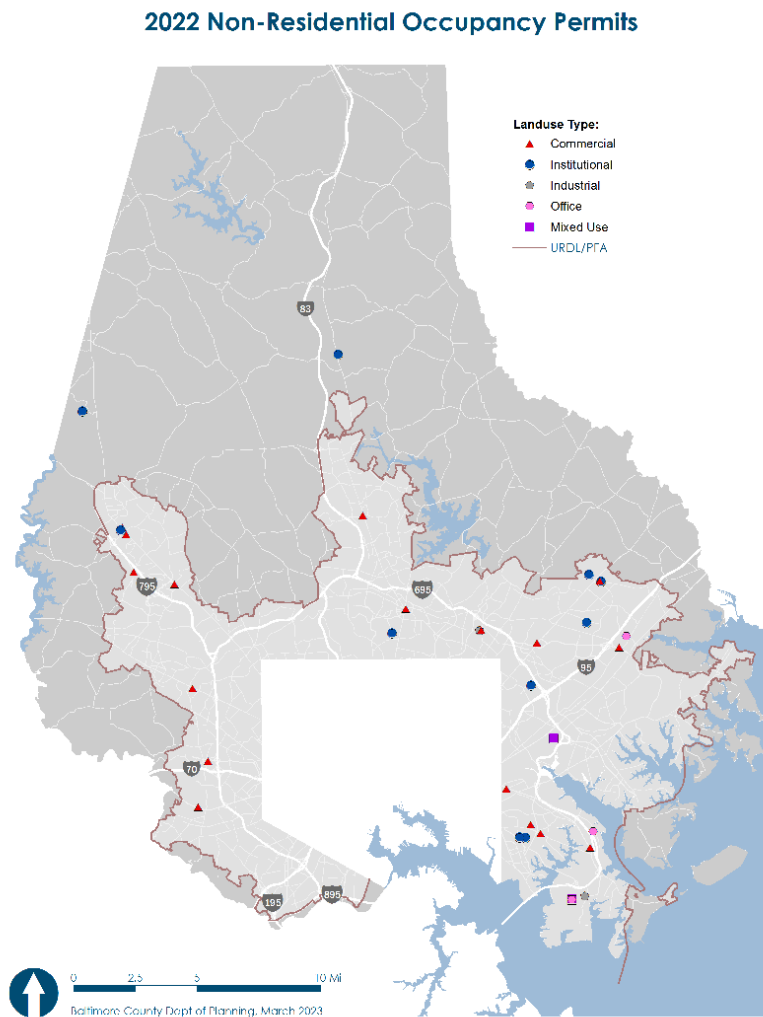 2022 Non-Residential Occupancy Permits
Landuse Type:
Commercial
Institutional
Industrial
Office
Mixed Use
URDL/PFA
83
795
695
95
70
895
195
0 2.5 5 10 Mi
Baltimore County Dept of Planning, March 2023